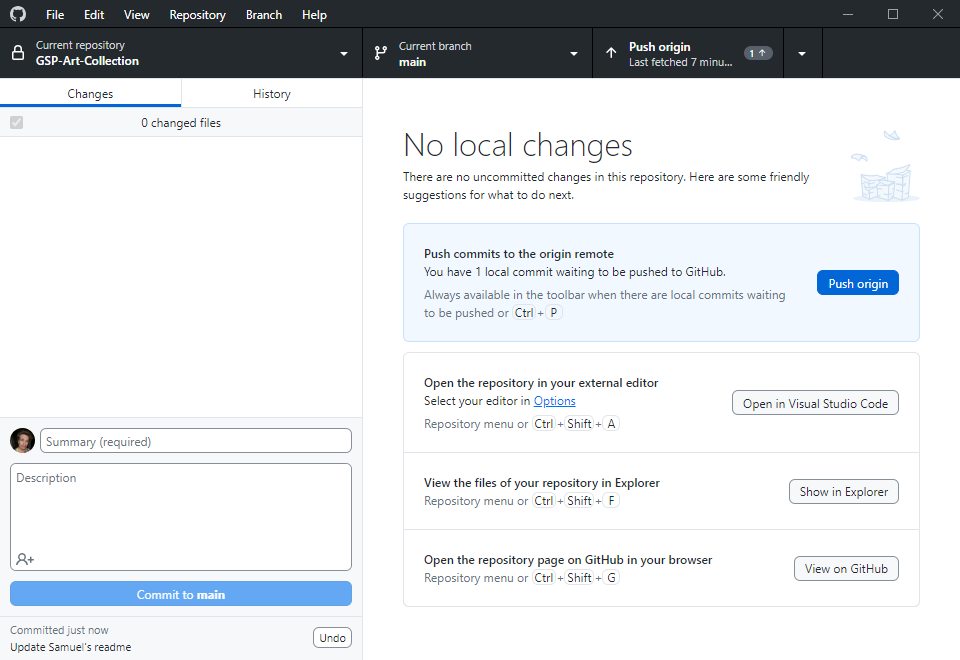 File Edit View Repository Branch Help
Current repository
GSP-Art-Collection
Current branch
main
Push origin
Last fetched 7 minu...
1
Changes
History
0 changed files
No local changes
There are no uncommitted changes in this repository. Here are some friendly
suggestions for what to do next.
Push commits to the origin remote
You have 1 local commit waiting to be pushed to GitHub.
Always available in the toolbar when there are local commits waiting
to be pushed or Ctrl + P
Push origin
Open the repository in your external editor
Select your editor in Options
Repository menu or Ctrl + Shift + A
Open in Visual Studio Code
View the files of your repository in Explorer
Repository menu or Ctrl + Shift + F
Show in Explorer
Open the repository page on GitHub in your browser
Repository menu or Ctrl + Shift + G
View on GitHub
Summary (required)
Description
Commit to main
Committed just now
Update Samuel's readme
Undo